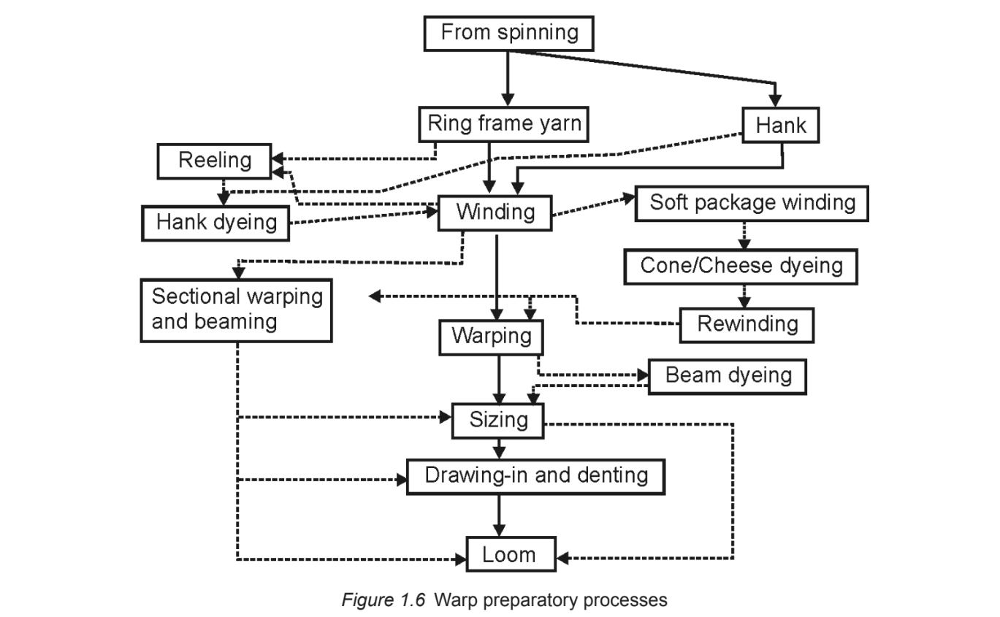 From spinning
Ring frame yarn
Hank
Reeling
Hank dyeing
Winding
Soft package winding
Cone/Cheese dyeing
Sectional warping
and beaming
Rewinding
Warping
Beam dyeing
Sizing
Drawing-in and denting
Loom
Figure 1.6 Warp preparatory processes